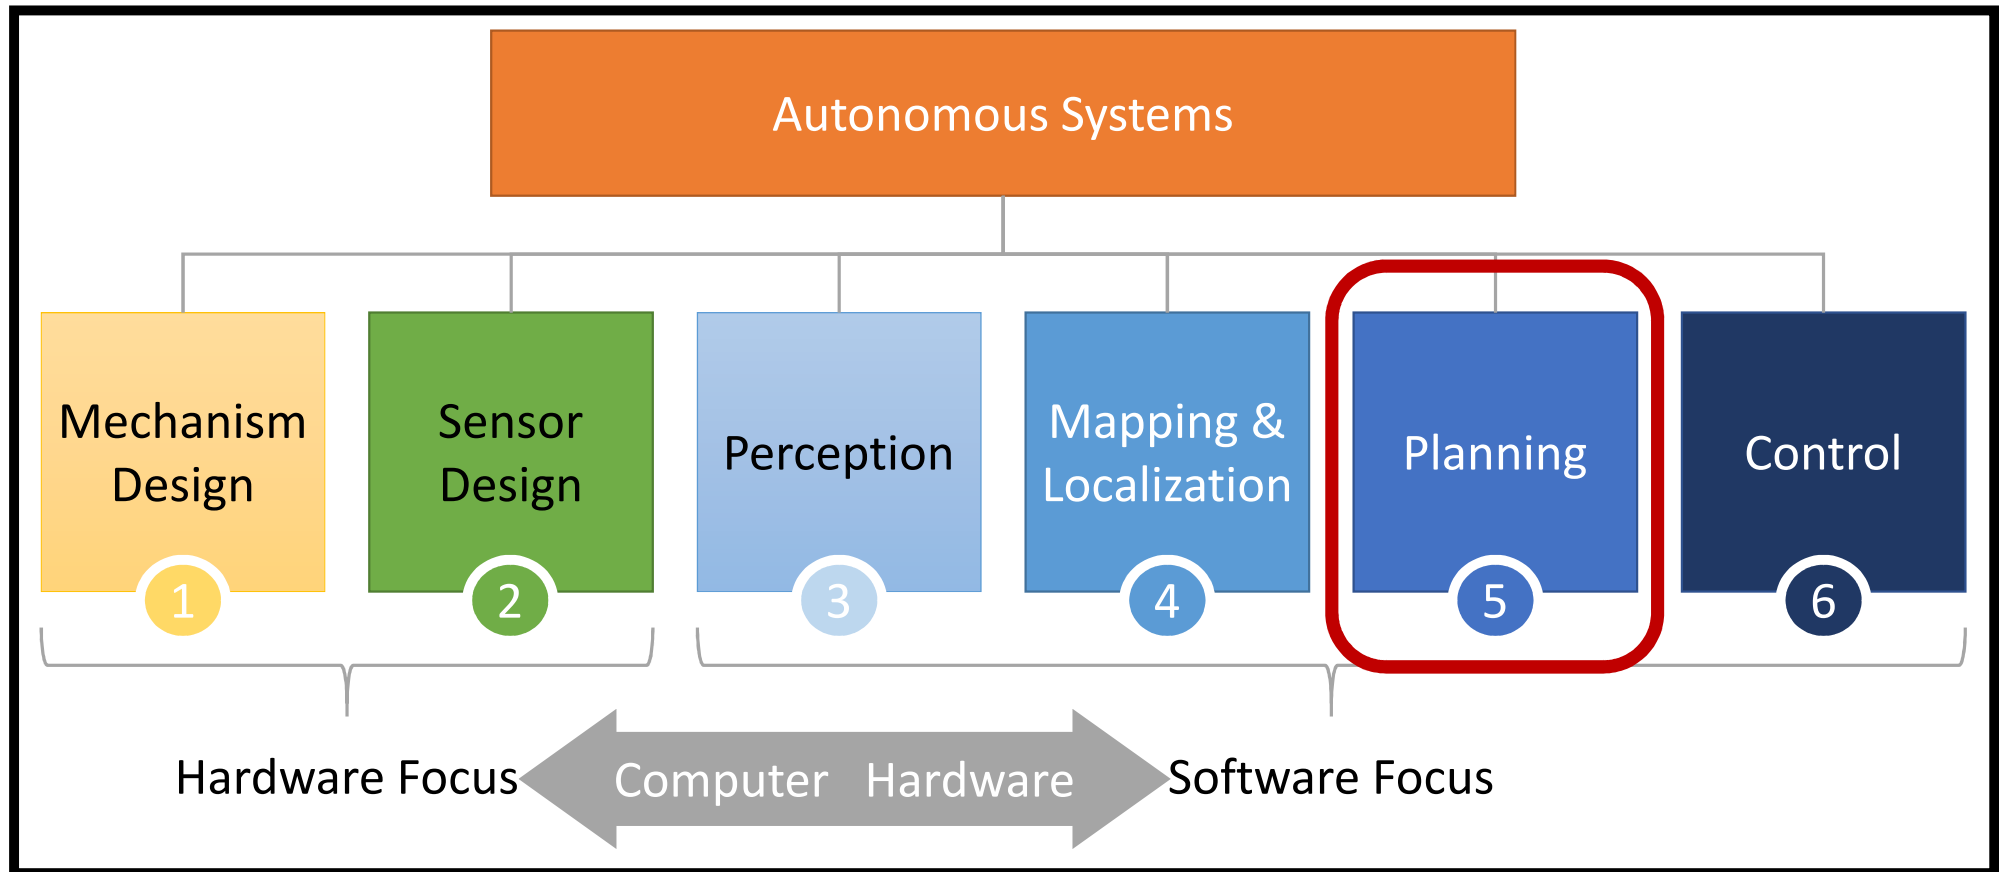 Autonomous Systems
Mechanism
Design
Sensor
Design
Perception
Mapping &
Localization
Planning
Control
1
2
3
4
5
6
Hardware Focus
Computer Hardware
Software Focus